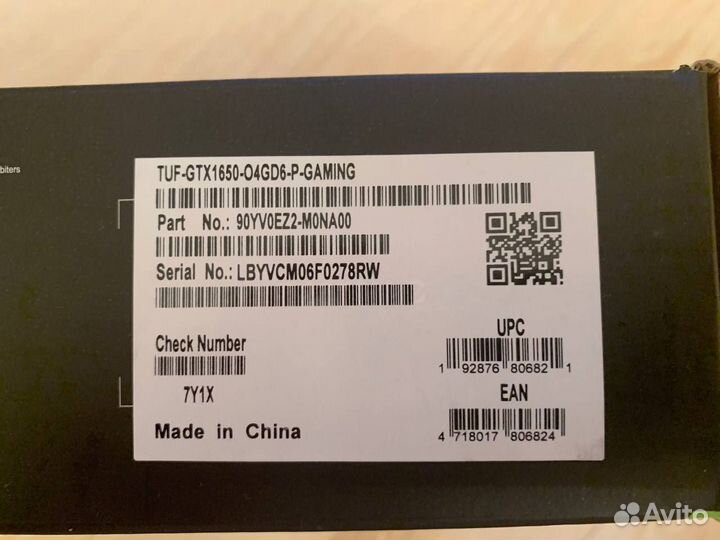 biters
TUF-GTX1650-O4GD6-P-GAMING
Part No.: 90YV0EZ2-M0NA00
Serial No.: LBYVCM06F0278RW
Check Number
7Y1X
Made in China
UPC
1 92876 80682 1
EAN
4 718017 806824
Avito